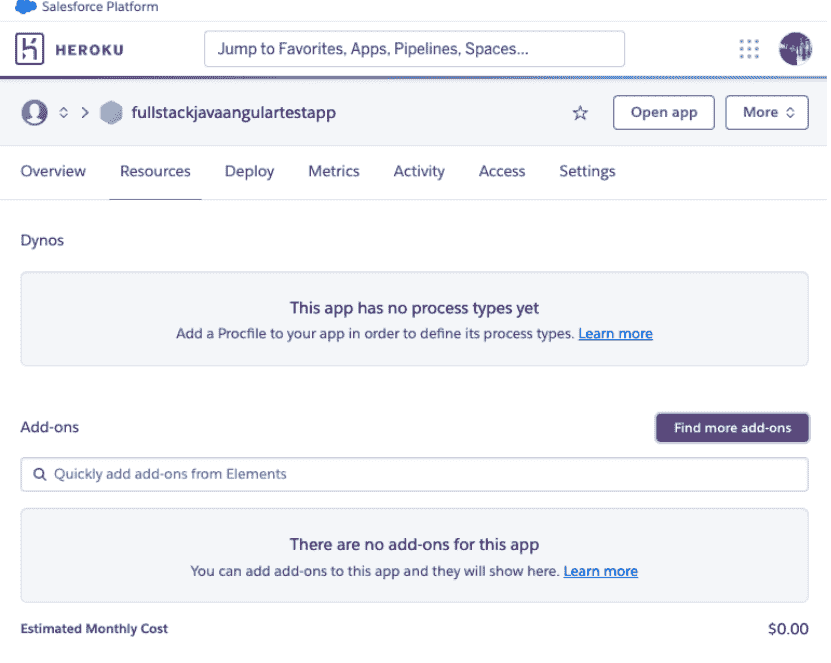 Salesforce Platform
HEROKU
Jump to Favorites, Apps, Pipelines, Spaces...
fullstackjavaangulartestapp
Open app
More
Overview Resources Deploy Metrics Activity Access Settings
Dynos
This app has no process types yet
Add a Procfile to your app in order to define its process types. Learn more
Add-ons
Find more add-ons
Quickly add add-ons from Elements
There are no add-ons for this app
You can add add-ons to this app and they will show here. Learn more
Estimated Monthly Cost $0.00